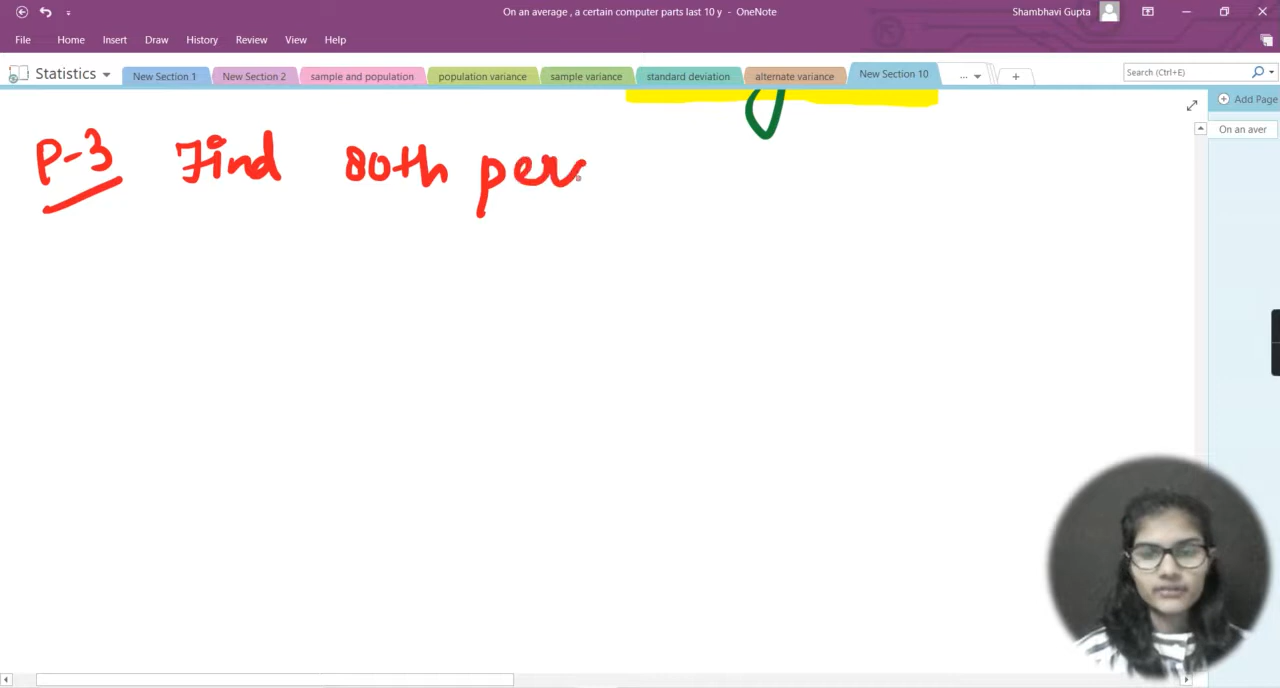 On an average , a certain computer parts last 10 y - OneNote
Shambhavi Gupta
File Home Insert Draw History Review View Help
Statistics
New Section 1 New Section 2 sample and population population variance sample variance standard deviation alternate variance New Section 10 ...
Search (Ctrl+E)
Add Page
On an aver
P-3 Find 80th per